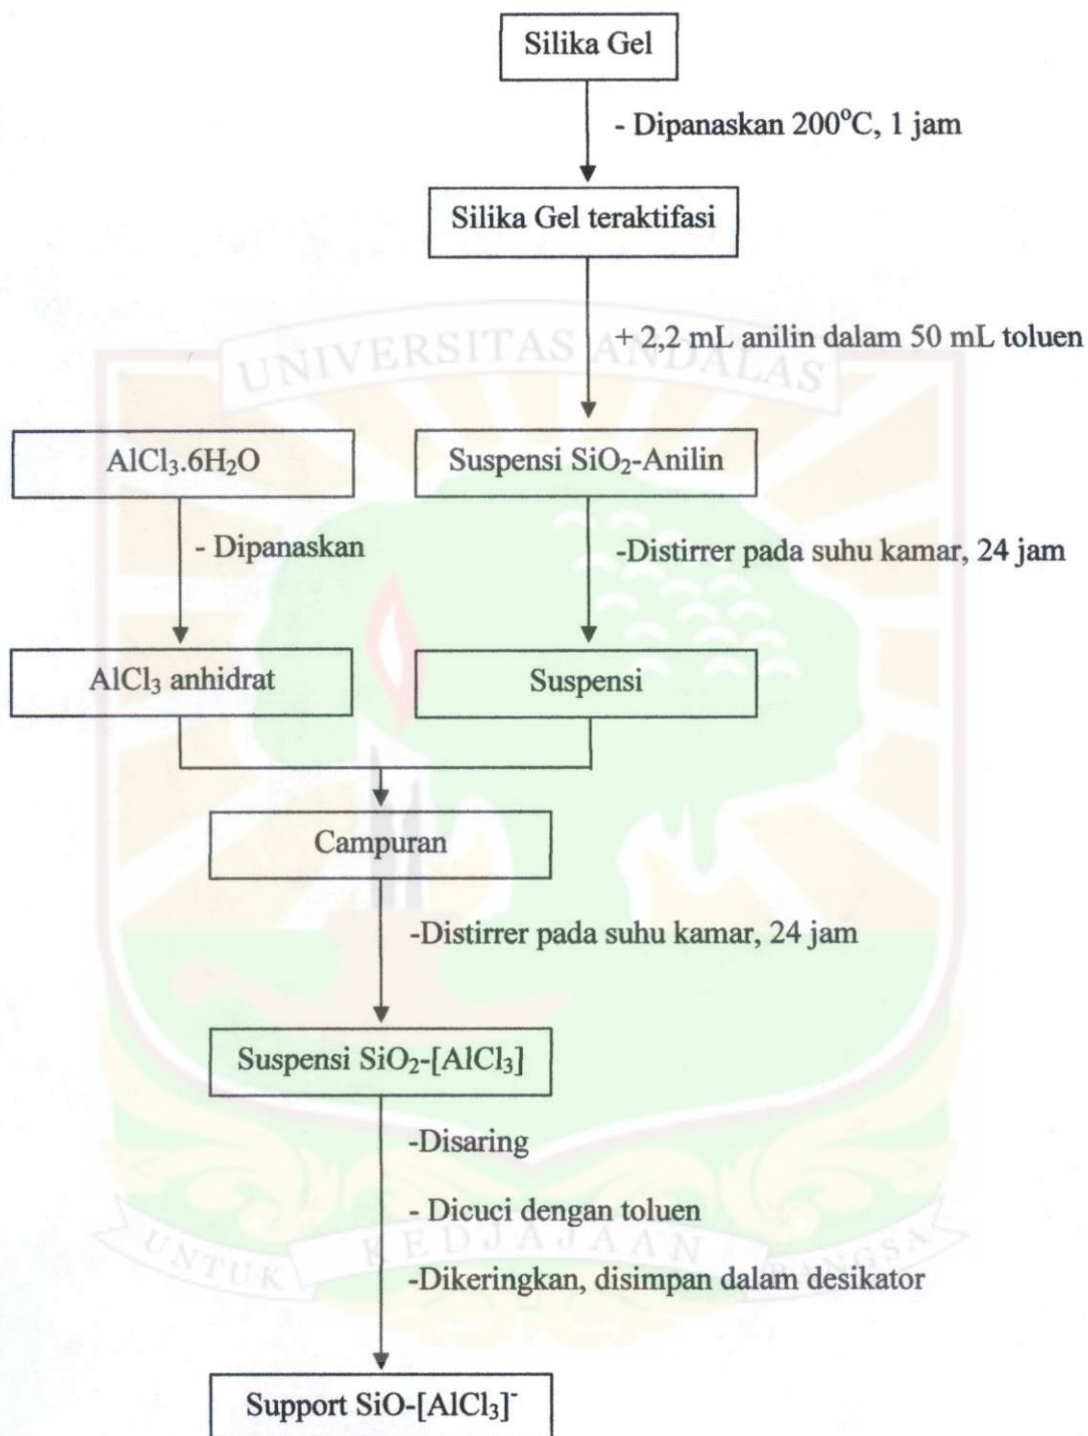 Silika Gel
- Dipanaskan 200°C, 1 jam
Silika Gel teraktifasi
+ 2,2 mL anilin dalam 50 mL toluen
UNIVERSITAS ANDALAS
AlCl₃.6H₂O
Suspensi SiO₂-Anilin
- Dipanaskan
-Distirrer pada suhu kamar, 24 jam
AlCl₃ anhidrat
Suspensi
Campuran
-Distirrer pada suhu kamar, 24 jam
Suspensi SiO₂-[AlCl₃]
-Disaring
- Dicuci dengan toluen
UNTUK KEDJAJAAN BANGSA
-Dikeringkan, disimpan dalam desikator
Support SiO-[AlCl₃]⁻